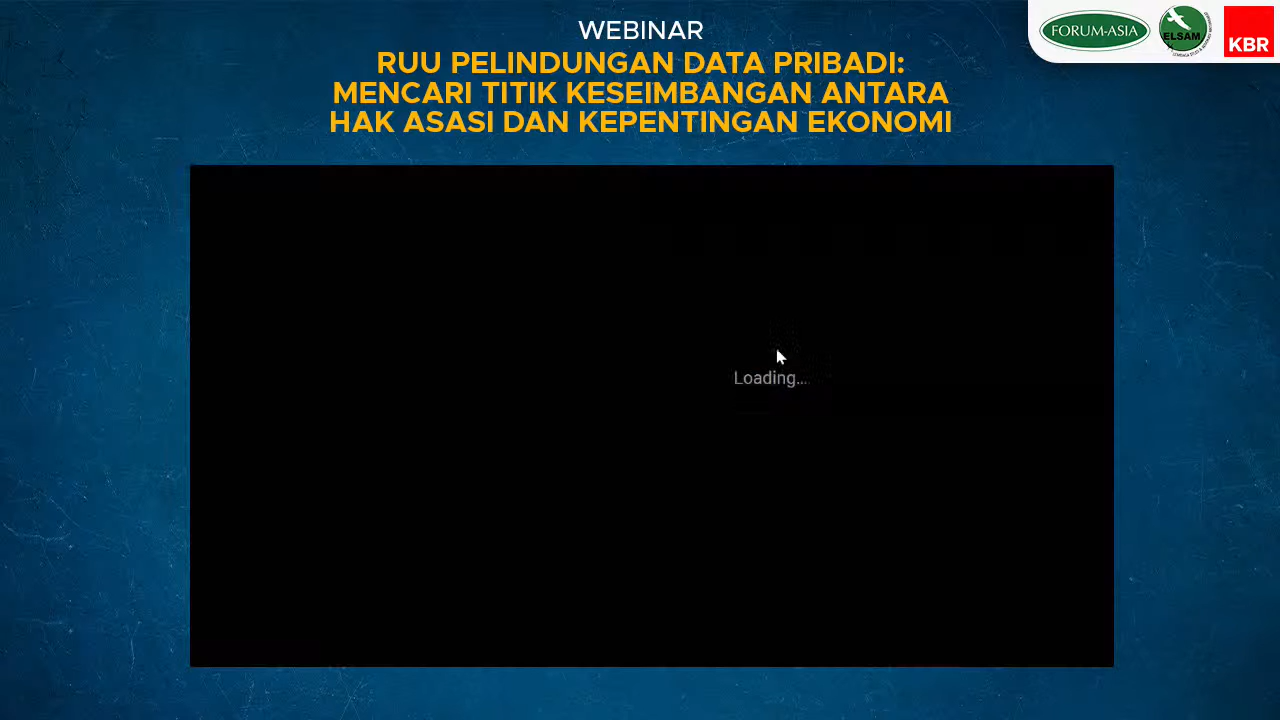 WEBINAR
RUU PELINDUNGAN DATA PRIBADI:
MENCARI TITIK KESEIMBANGAN ANTARA
HAK ASASI DAN KEPENTINGAN EKONOMI
FORUM-ASIA
ELSAM
KBR
Loading...